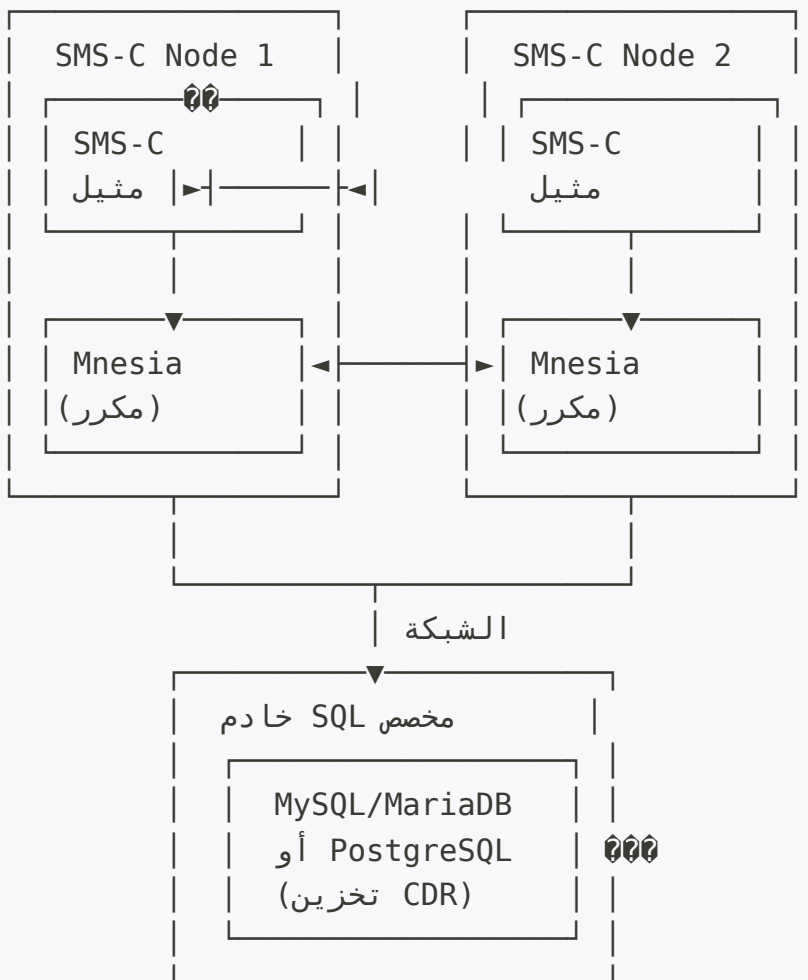 SMS-C Node 1 SMS-C Node 2
��
SMS-C SMS-C
مثيل مثيل
Mnesia Mnesia
(مكرر) (مكرر)
الشبكة
خادم SQL مخصص
MySQL/MariaDB
أو PostgreSQL ���
(تخزين CDR)